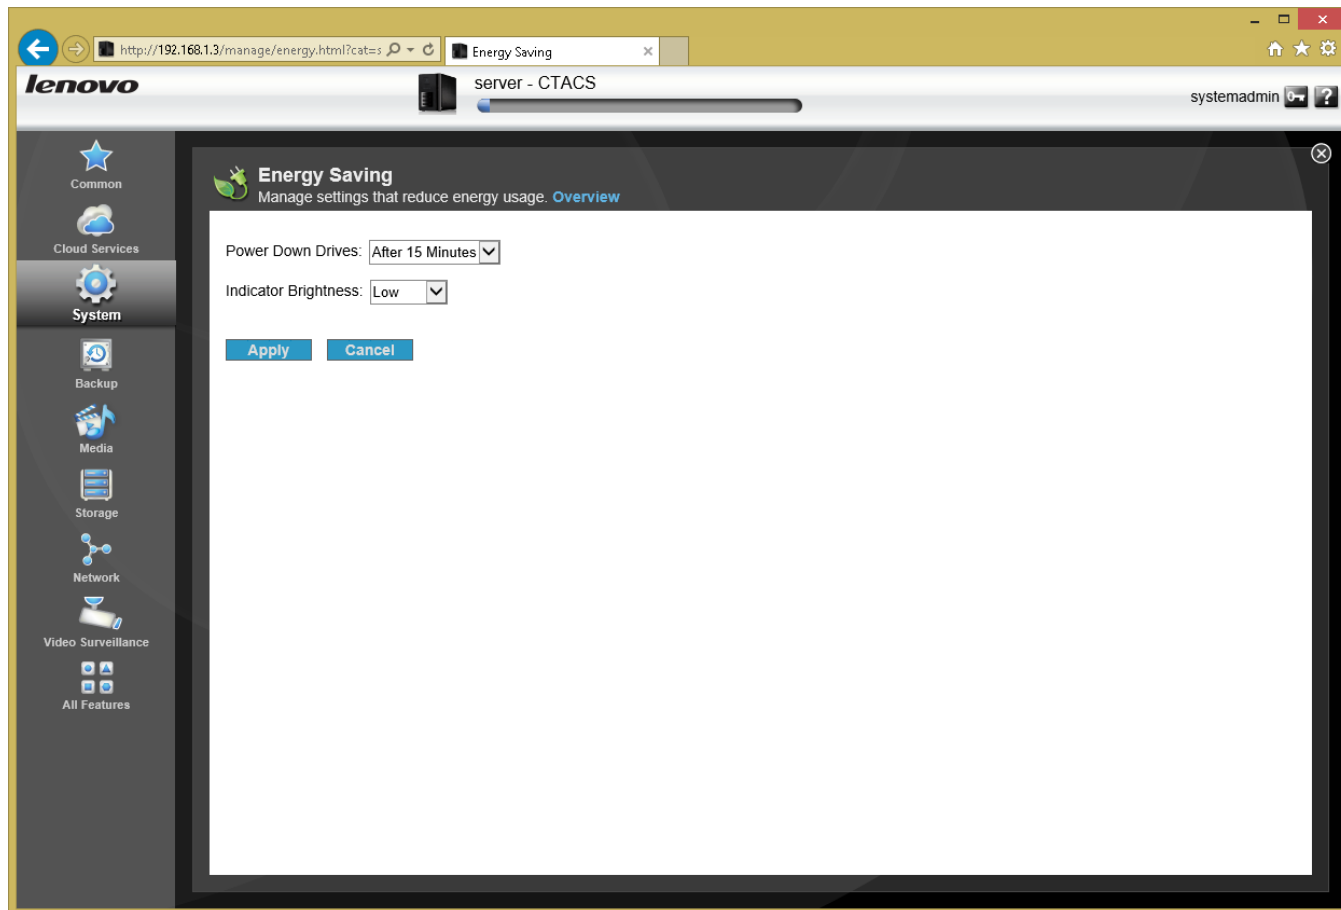 http://192.168.1.3/manage/energy.html?cat=s
Energy Saving
lenovo
server - CTACS
systemadmin
Common
Cloud Services
System
Backup
Media
Storage
Network
Video Surveillance
All Features
Energy Saving
Manage settings that reduce energy usage. Overview
Power Down Drives: After 15 Minutes
Indicator Brightness: Low
Apply Cancel